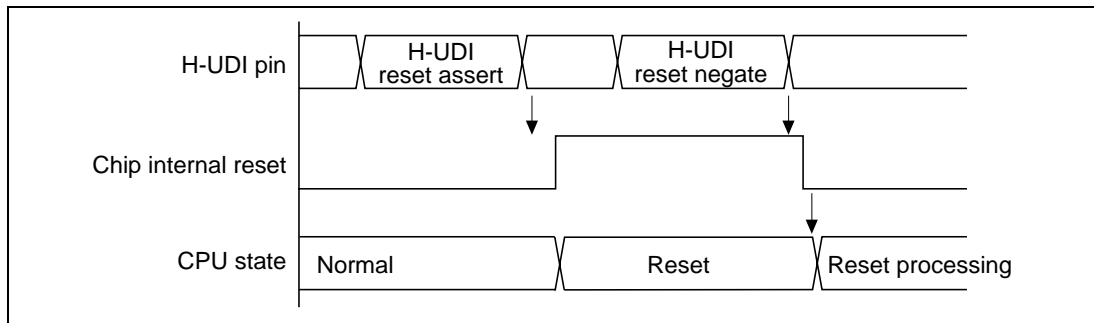 H-UDI pin
H-UDI
reset assert
H-UDI
reset negate
Chip internal reset
CPU state
Normal
Reset
Reset processing